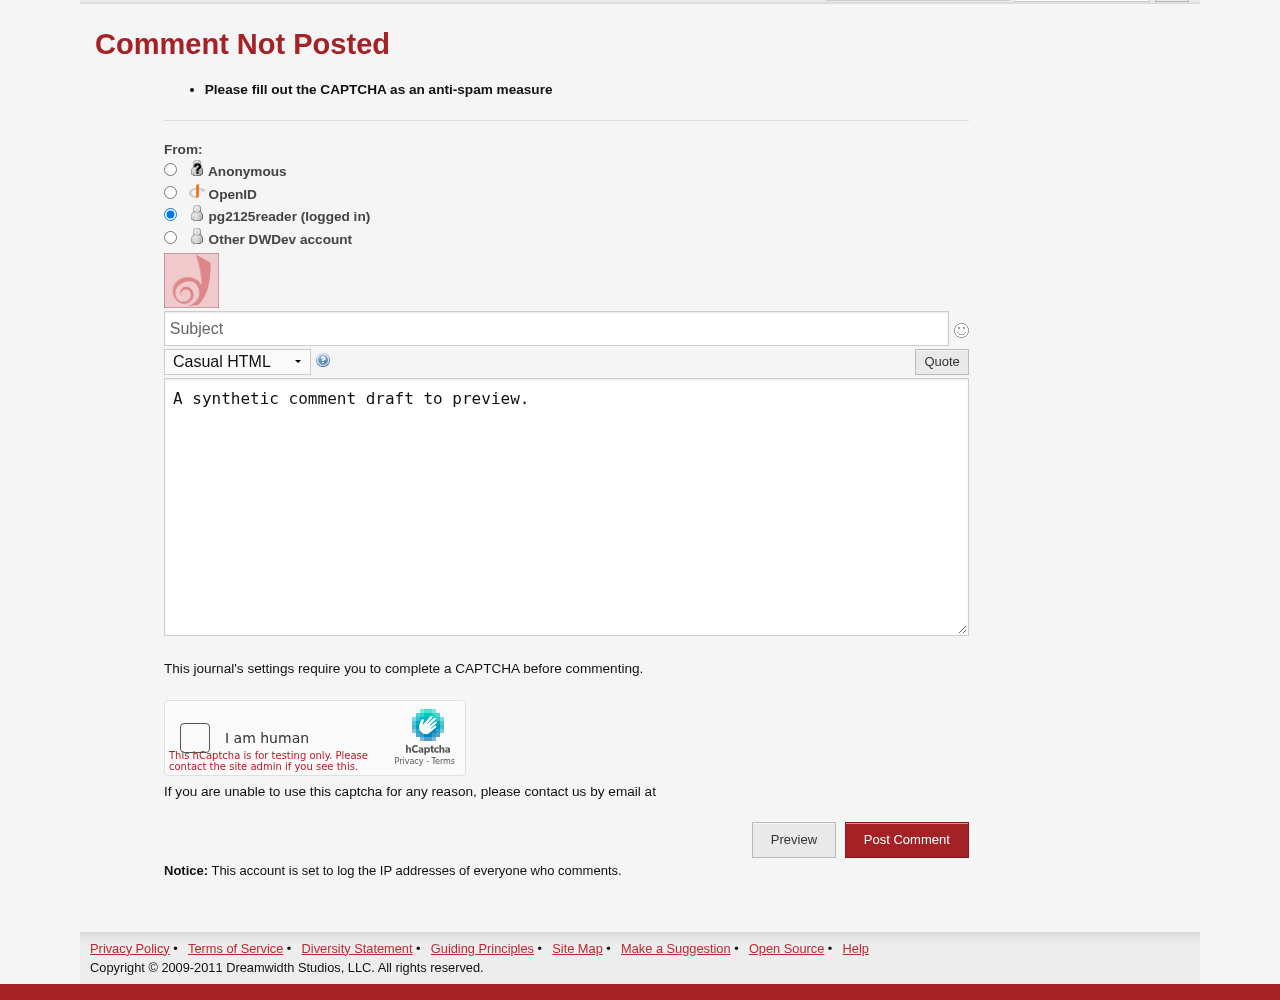 Comment Not Posted
Please fill out the CAPTCHA as an anti-spam measure
From:
Anonymous
OpenID
pg2125reader (logged in)
Other DWDev account
Subject
Casual HTML
Quote
A synthetic comment draft to preview.
This journal's settings require you to complete a CAPTCHA before commenting.
I am human
This hCaptcha is for testing only. Please
contact the site admin if you see this.
hCaptcha
Privacy - Terms
If you are unable to use this captcha for any reason, please contact us by email at
Preview
Post Comment
Notice: This account is set to log the IP addresses of everyone who comments.
Privacy Policy • Terms of Service • Diversity Statement • Guiding Principles • Site Map • Make a Suggestion • Open Source • Help
Copyright © 2009-2011 Dreamwidth Studios, LLC. All rights reserved.